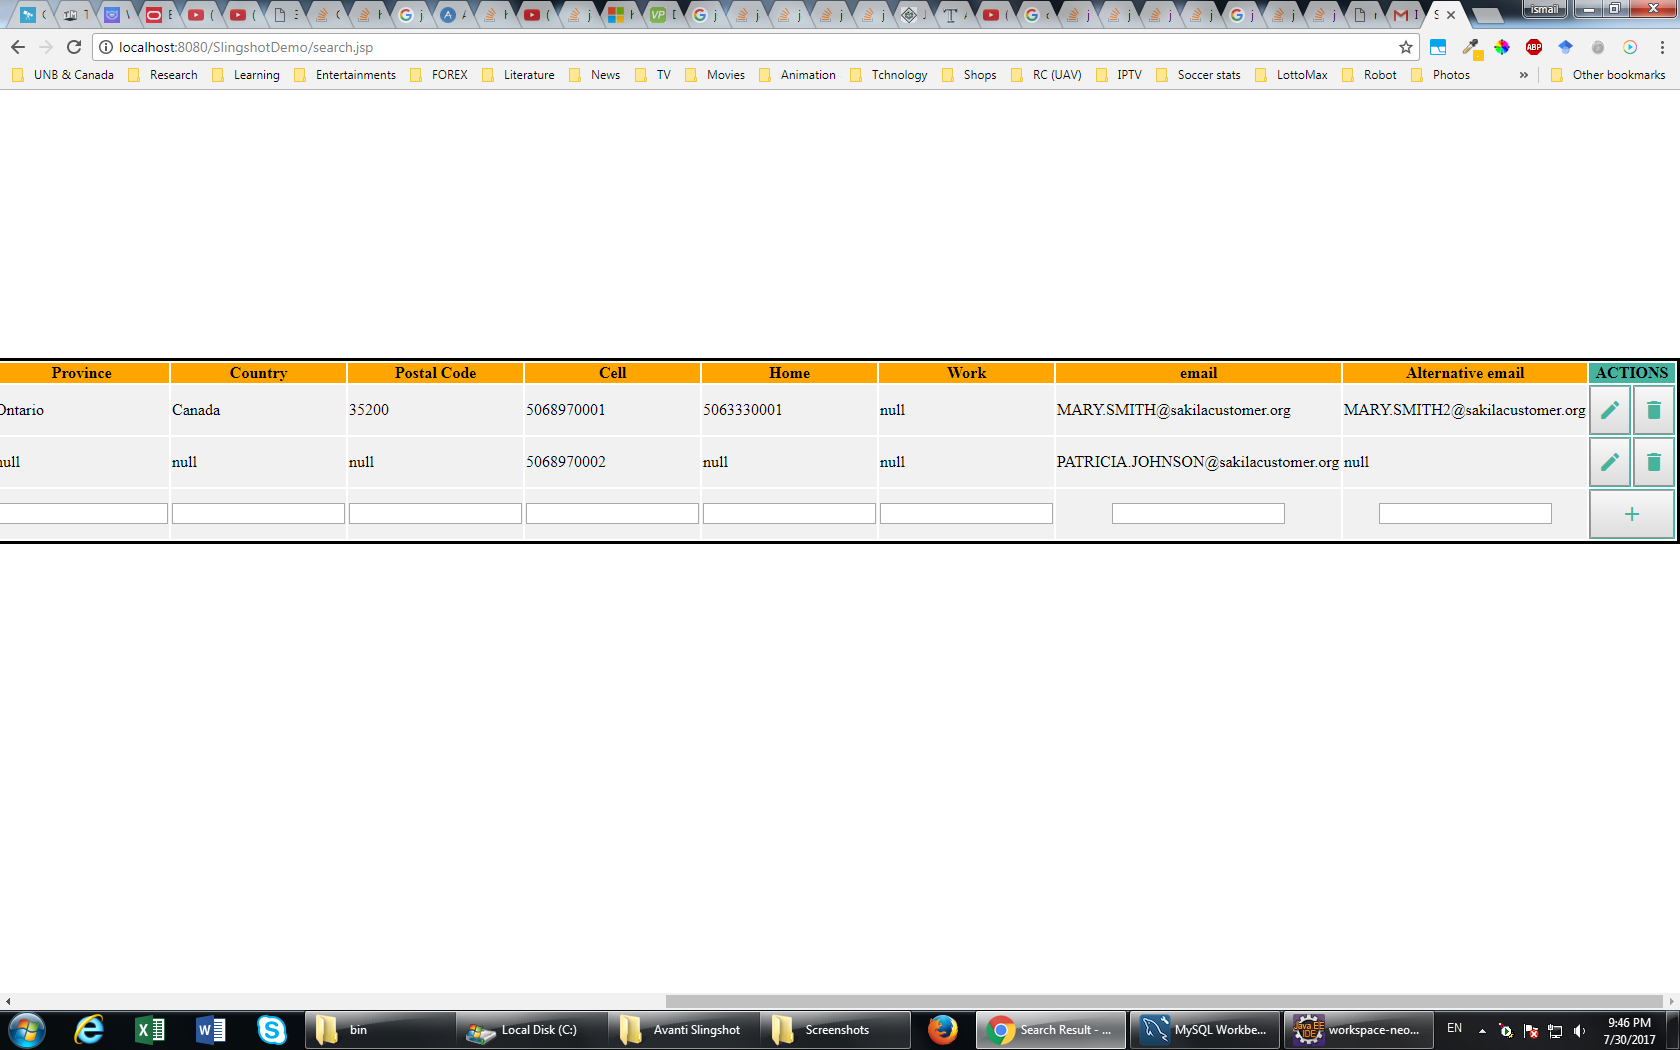 ismail
localhost:8080/SlingshotDemo/search.jsp
UNB & Canada Research Learning Entertainments FOREX Literature News TV Movies Animation Tchnology Shops RC (UAV) IPTV Soccer stats LottoMax Robot Photos » Other bookmarks
Province Country Postal Code Cell Home Work email Alternative email ACTIONS
Ontario Canada 35200 5068970001 5063330001 null MARY.SMITH@sakilacustomer.org MARY.SMITH2@sakilacustomer.org
null null null 5068970002 null null PATRICIA.JOHNSON@sakilacustomer.org null
+
bin Local Disk (C:) Avanti Slingshot Screenshots Search Result - ... MySQL Workbe... workspace-neo... EN 9:46 PM
7/30/2017